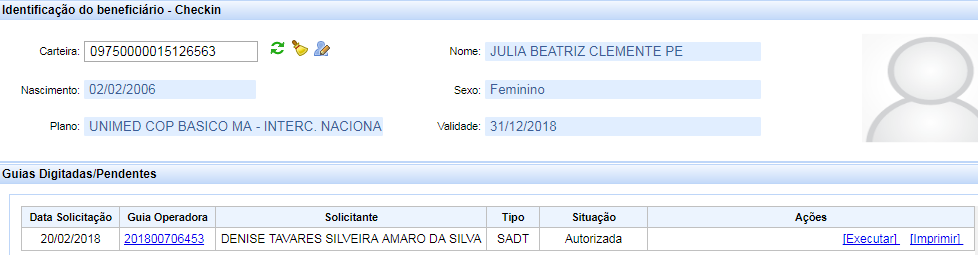 Identificação do beneficiário - Checkin
Carteira: 09750000015126563 Nome: JULIA BEATRIZ CLEMENTE PE
Nascimento: 02/02/2006 Sexo: Feminino
Plano: UNIMED COP BASICO MA - INTERC. NACIONA Validade: 31/12/2018
Guias Digitadas/Pendentes
Data Solicitação Guia Operadora Solicitante Tipo Situação Ações
20/02/2018 201800706453 DENISE TAVARES SILVEIRA AMARO DA SILVA SADT Autorizada [Executar] [Imprimir]